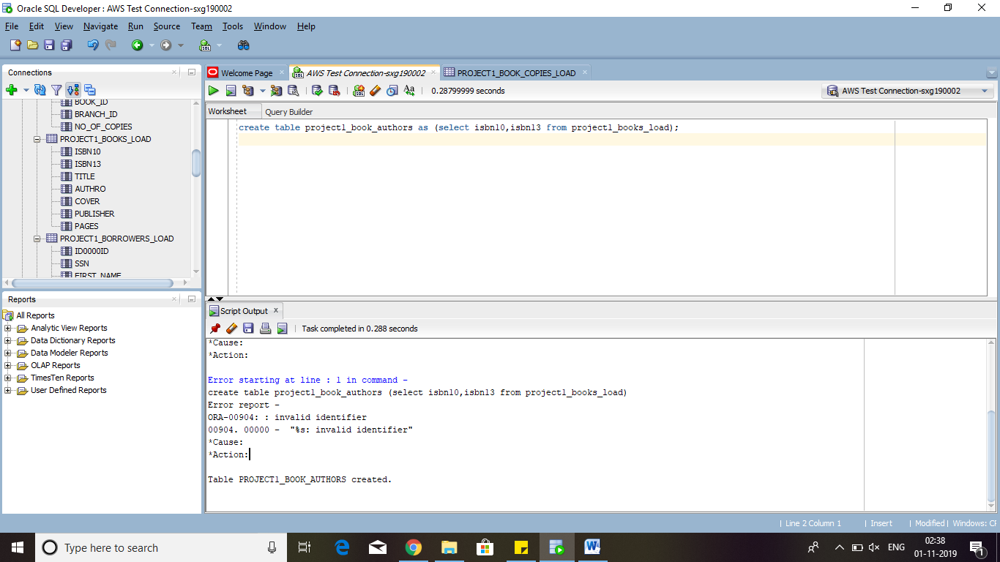 Oracle SQL Developer : AWS Test Connection-sxg190002
File Edit View Navigate Run Source Team Tools Window Help
Connections
BOOK_ID
BRANCH_ID
NO_OF_COPIES
PROJECT1_BOOKS_LOAD
ISBN10
ISBN13
TITLE
AUTHRO
COVER
PUBLISHER
PAGES
PROJECT1_BORROWERS_LOAD
ID0000ID
SSN
FIRST_NAME
Reports
All Reports
Analytic View Reports
Data Dictionary Reports
Data Modeler Reports
OLAP Reports
TimesTen Reports
User Defined Reports
Welcome Page AWS Test Connection-sxg190002 PROJECT1_BOOK_COPIES_LOAD
0.28799999 seconds AWS Test Connection-sxg190002
Worksheet Query Builder
create table project1_book_authors as (select isbn10,isbn13 from project1_books_load);
Script Output
Task completed in 0.288 seconds
*Cause:
*Action:
Error starting at line : 1 in command -
create table project1_book_authors (select isbn10,isbn13 from project1_books_load)
Error report -
ORA-00904: : invalid identifier
00904. 00000 - "%s: invalid identifier"
*Cause:
*Action:
Table PROJECT1_BOOK_AUTHORS created.
| Line 2 Column 1 | Insert | Modified | Windows: CF
Type here to search
ENG
02:38
01-11-2019
1